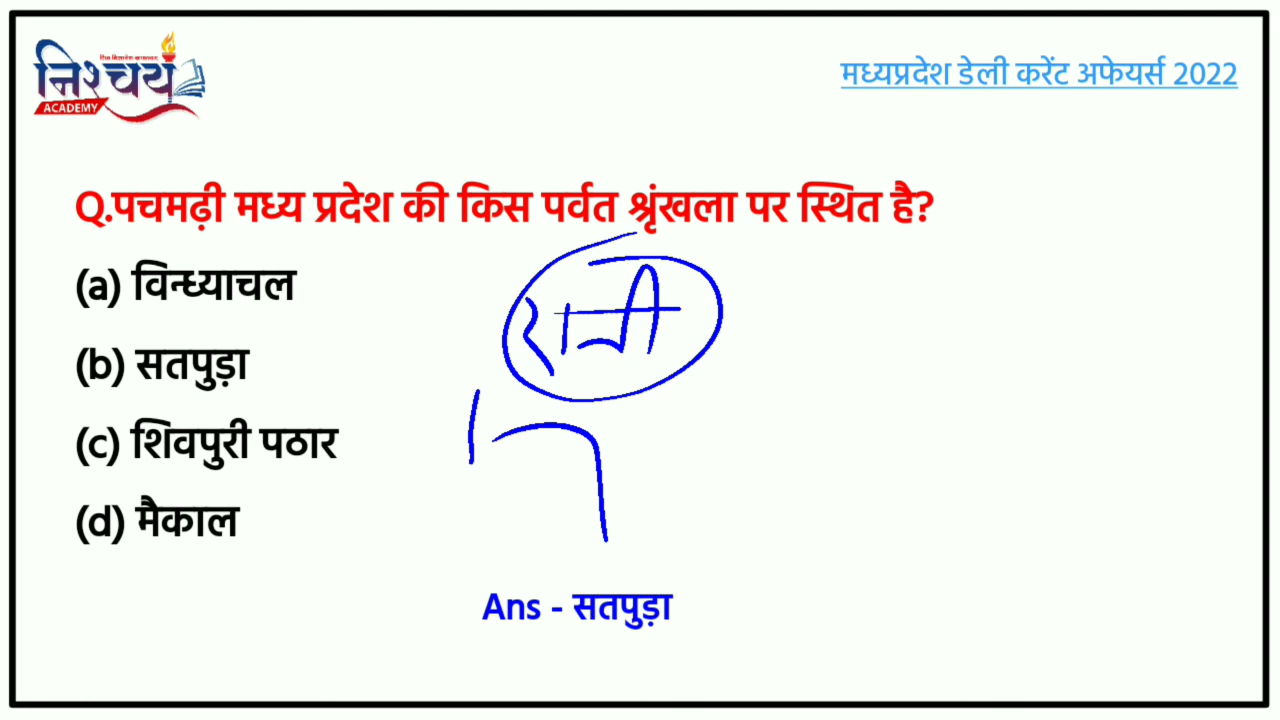 निश्चय
ACADEMY
मध्यप्रदेश डेली करेंट अफेयर्स 2022
Q.पचमढ़ी मध्य प्रदेश की किस पर्वत श्रृंखला पर स्थित है?
(a) विन्ध्याचल
(b) सतपुड़ा
रानी
(c) शिवपुरी पठार
(d) मैकाल
Ans - सतपुड़ा